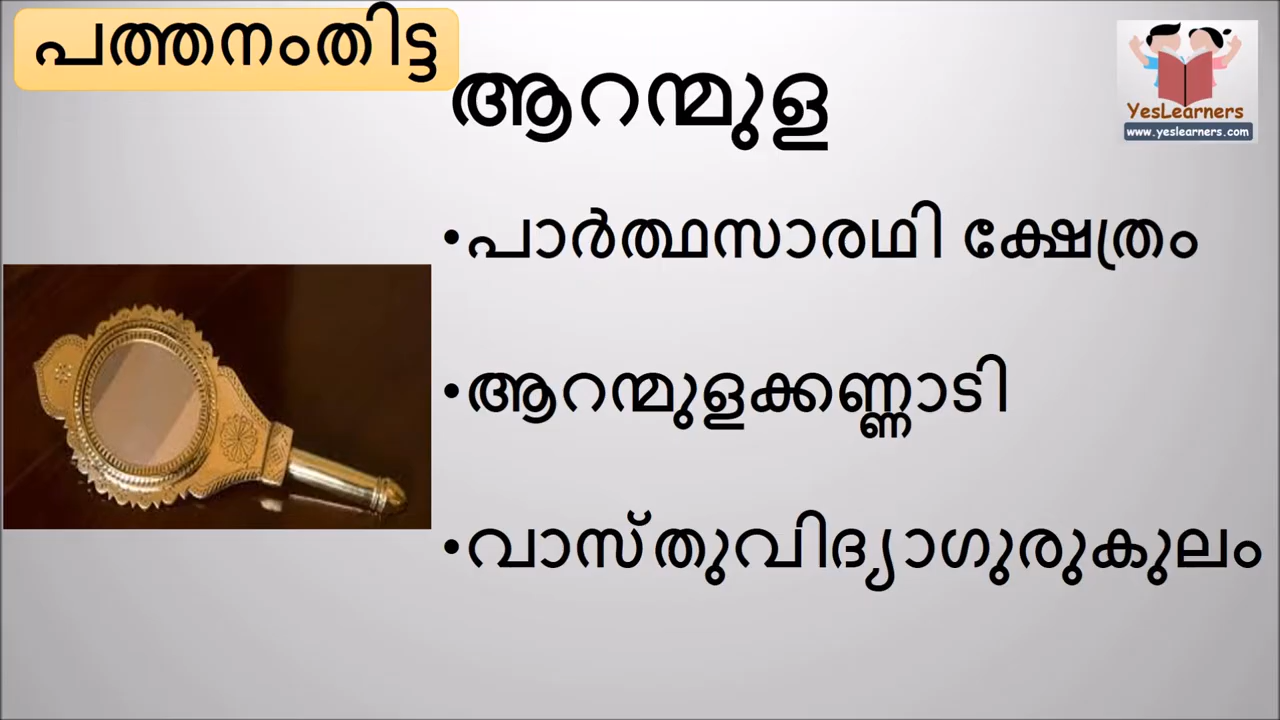 പത്തനംതിട്ട
ആറന്മുള
YesLearners
www.yeslearners.com
•പാർത്ഥസാരഥി ക്ഷേത്രം
•ആറന്മുളക്കണ്ണാടി
•വാസ്തുവിദ്യാഗുരുകുലം